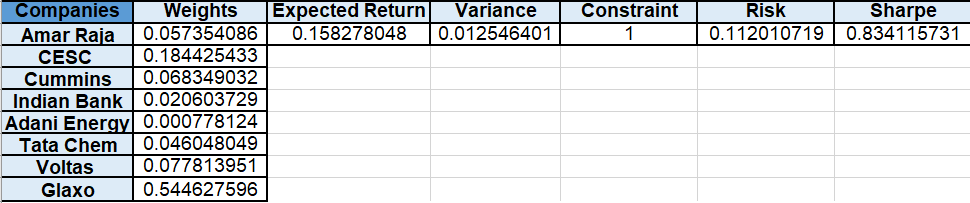 Companies Weights Expected Return Variance Constraint Risk Sharpe
Amar Raja 0.057354086 0.158278048 0.012546401 1 0.112010719 0.834115731
CESC 0.184425433
Cummins 0.068349032
Indian Bank 0.020603729
Adani Energy 0.000778124
Tata Chem 0.046048049
Voltas 0.077813951
Glaxo 0.544627596